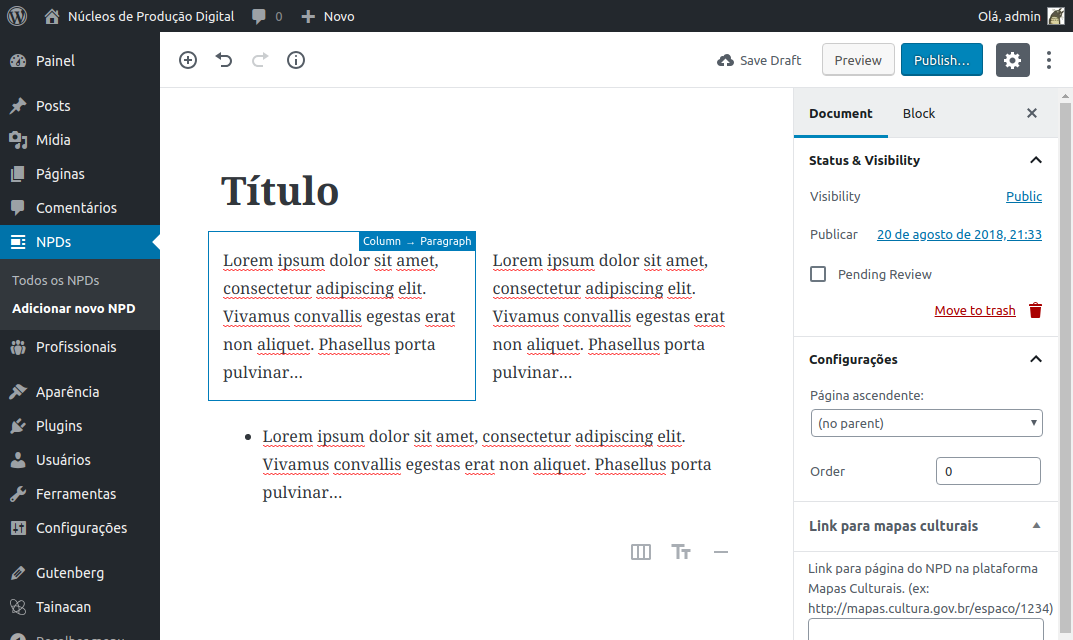 Núcleos de Produção Digital 0 Novo Olá, admin
Painel
Posts
Mídia
Páginas
Comentários
NPDs
Todos os NPDs
Adicionar novo NPD
Profissionais
Aparência
Plugins
Usuários
Ferramentas
Configurações
Gutenberg
Tainacan
Recolher menu
Save Draft Preview Publish...
Título
Column → Paragraph
Lorem ipsum dolor sit amet,
consectetur adipiscing elit.
Vivamus convallis egestas erat
non aliquet. Phasellus porta
pulvinar...
Lorem ipsum dolor sit amet,
consectetur adipiscing elit.
Vivamus convallis egestas erat
non aliquet. Phasellus porta
pulvinar...
• Lorem ipsum dolor sit amet, consectetur adipiscing elit.
Vivamus convallis egestas erat non aliquet. Phasellus porta
pulvinar...
Document Block
Status & Visibility
Visibility Public
Publicar 20 de agosto de 2018, 21:33
Pending Review
Move to trash
Configurações
Página ascendente:
(no parent)
Order 0
Link para mapas culturais
Link para página do NPD na plataforma
Mapas Culturais. (ex:
http://mapas.cultura.gov.br/espaco/1234)